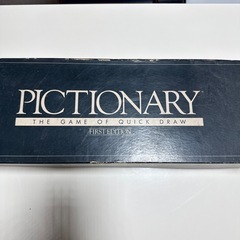 PICTIONARY
THE GAME OF QUICK DRAW
FIRST EDITION